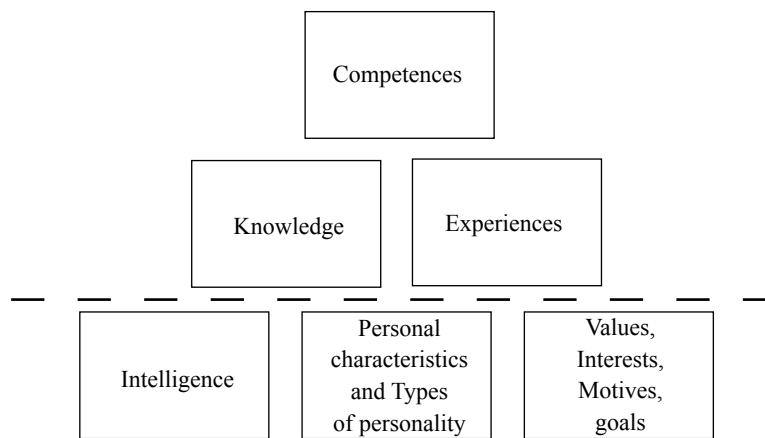 Competences
Knowledge
Experiences
Intelligence
Personal
characteristics
and Types
of personality
Values,
Interests,
Motives,
goals